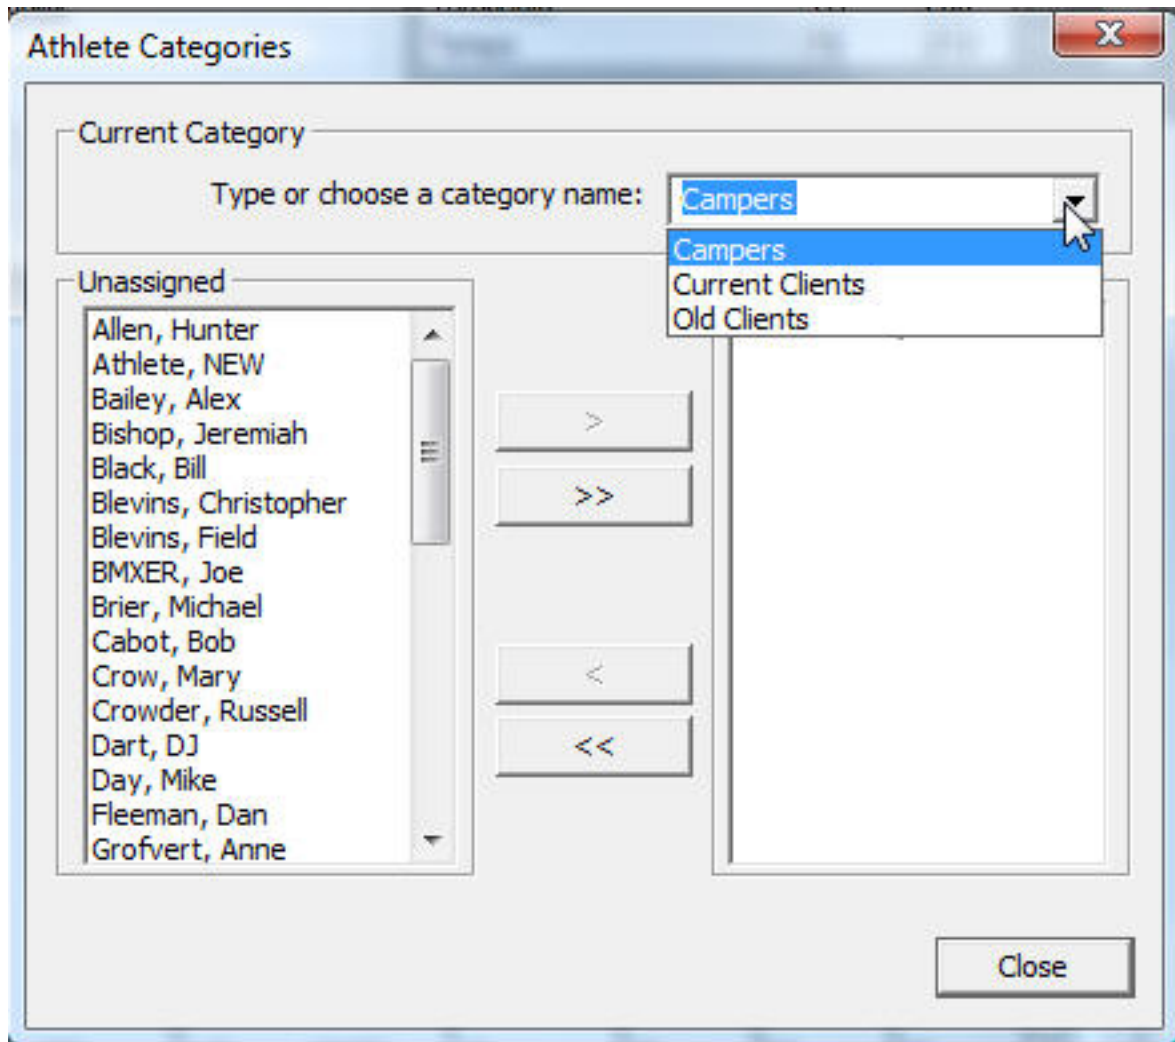 Athlete Categories
Current Category
Type or choose a category name:
Campers
Campers
Current Clients
Old Clients
Unassigned
Allen, Hunter
Athlete, NEW
Bailey, Alex
Bishop, Jeremiah
Black, Bill
Blevins, Christopher
Blevins, Field
BMXER, Joe
Brier, Michael
Cabot, Bob
Crow, Mary
Crowder, Russell
Dart, DJ
Day, Mike
Fleeman, Dan
Grofvert, Anne
>
>>
<
<<
Close